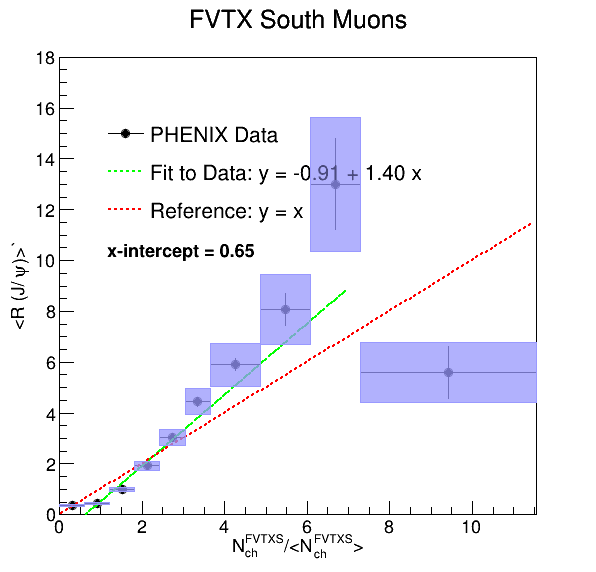 FVTX South Muons
18
16
14
12
10
8
6
4
2
0
<R (J/ψ)>`
PHENIX Data
Fit to Data: y = -0.91 + 1.40 x
Reference: y = x
x-intercept = 0.65
0 2 4 6 8 10
N_ch^FVTXS/<N_ch^FVTXS>